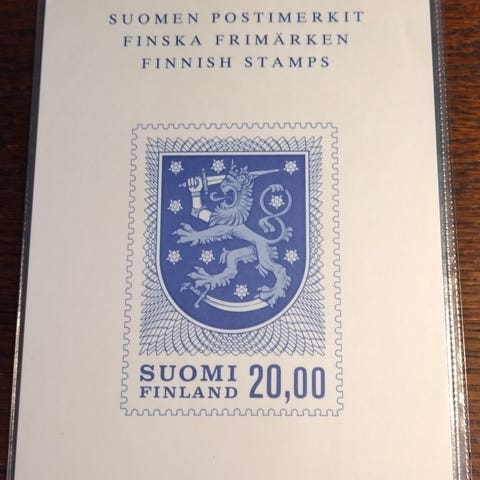 SUOMEN POSTIMERKIT
FINSKA FRIMÄRKEN
FINNISH STAMPS
SUOMI
FINLAND 20,00